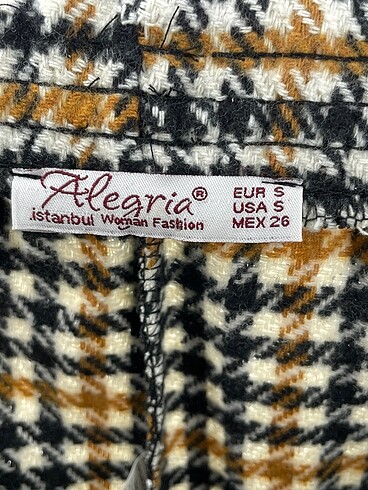 Alegria®
.istanbul Woman Fashion
EUR S
USA S
MEX 26